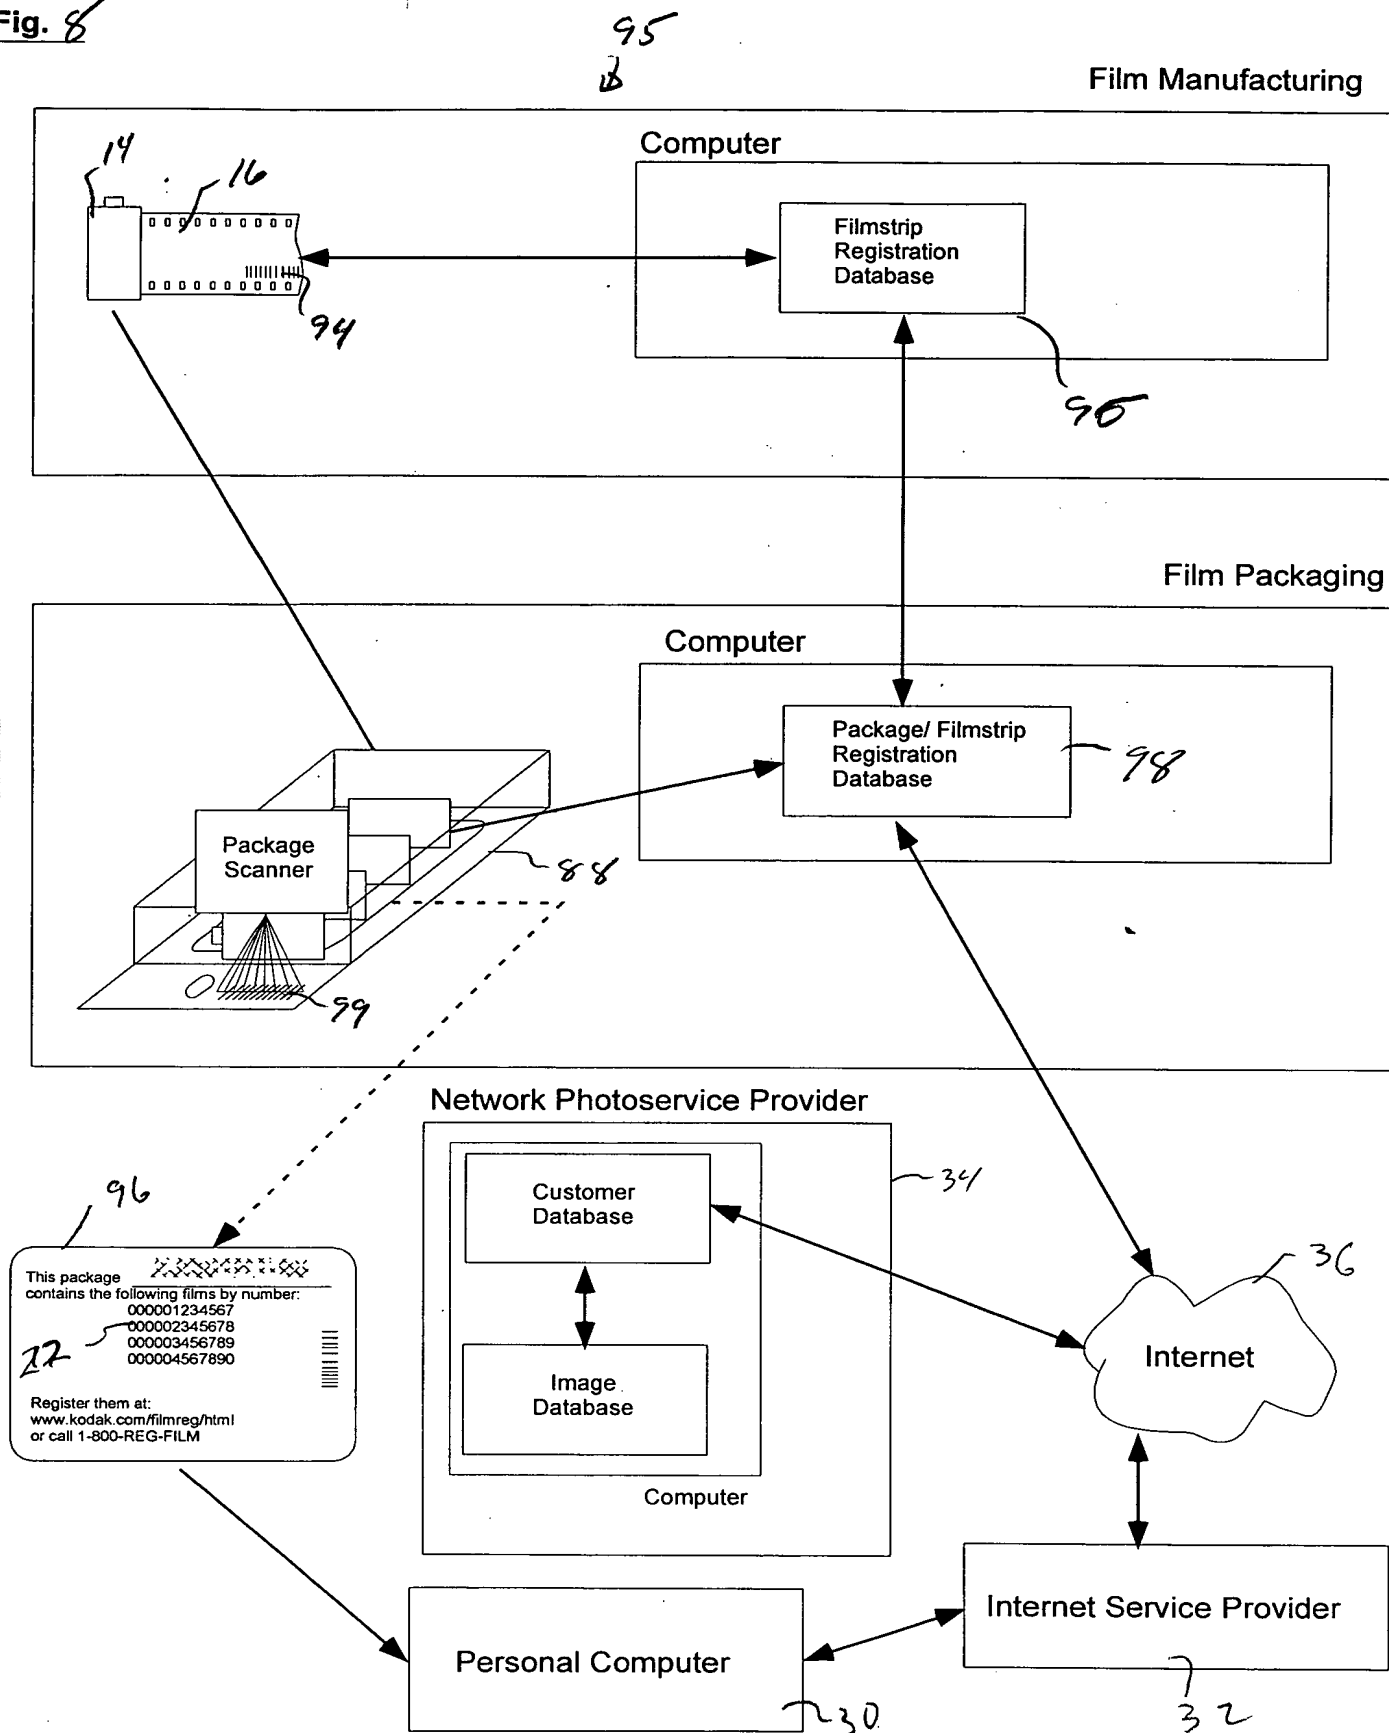 Fig. 8
95
Film Manufacturing
Computer
14
16
94
Filmstrip
Registration
Database
95
Film Packaging
Computer
Package/ Filmstrip
Registration
Database
98
Package
Scanner
88
99
Network Photoservice Provider
34
Customer
Database
Image
Database
Computer
96
This package
contains the following films by number:
000001234567
000002345678
000003456789
000004567890
22
Register them at:
www.kodak.com/filmreg/html
or call 1-800-REG-FILM
36
Internet
Internet Service Provider
32
Personal Computer
30